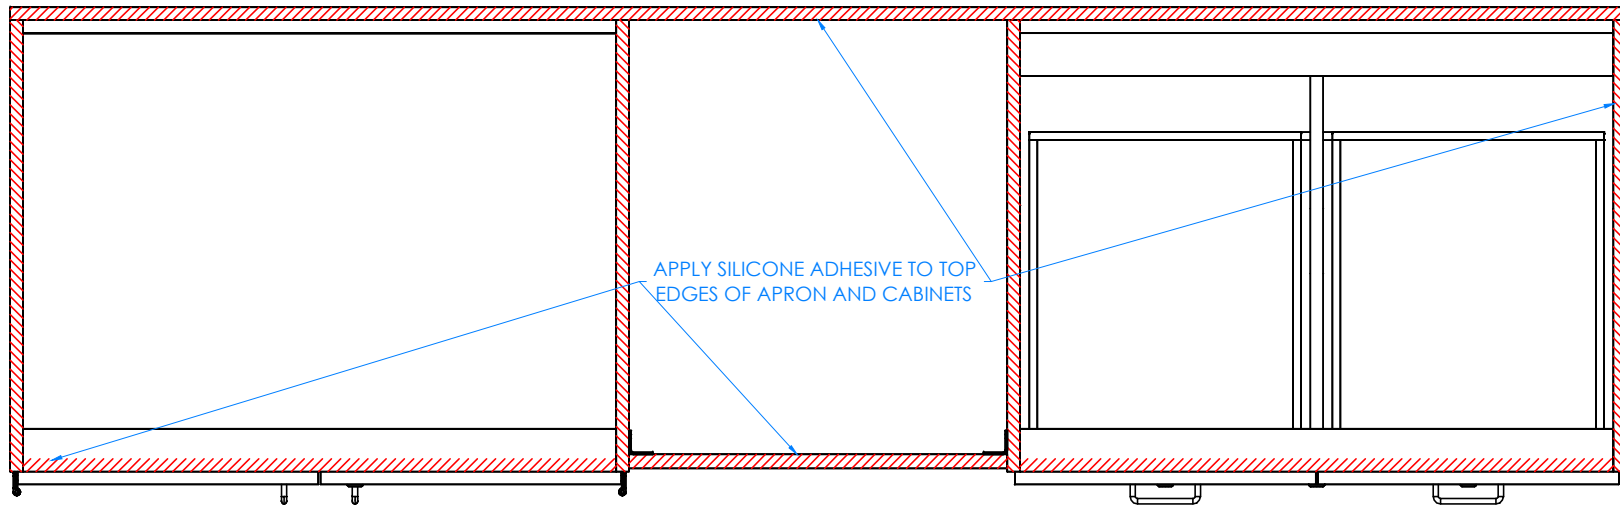 APPLY SILICONE ADHESIVE TO TOP
EDGES OF APRON AND CABINETS